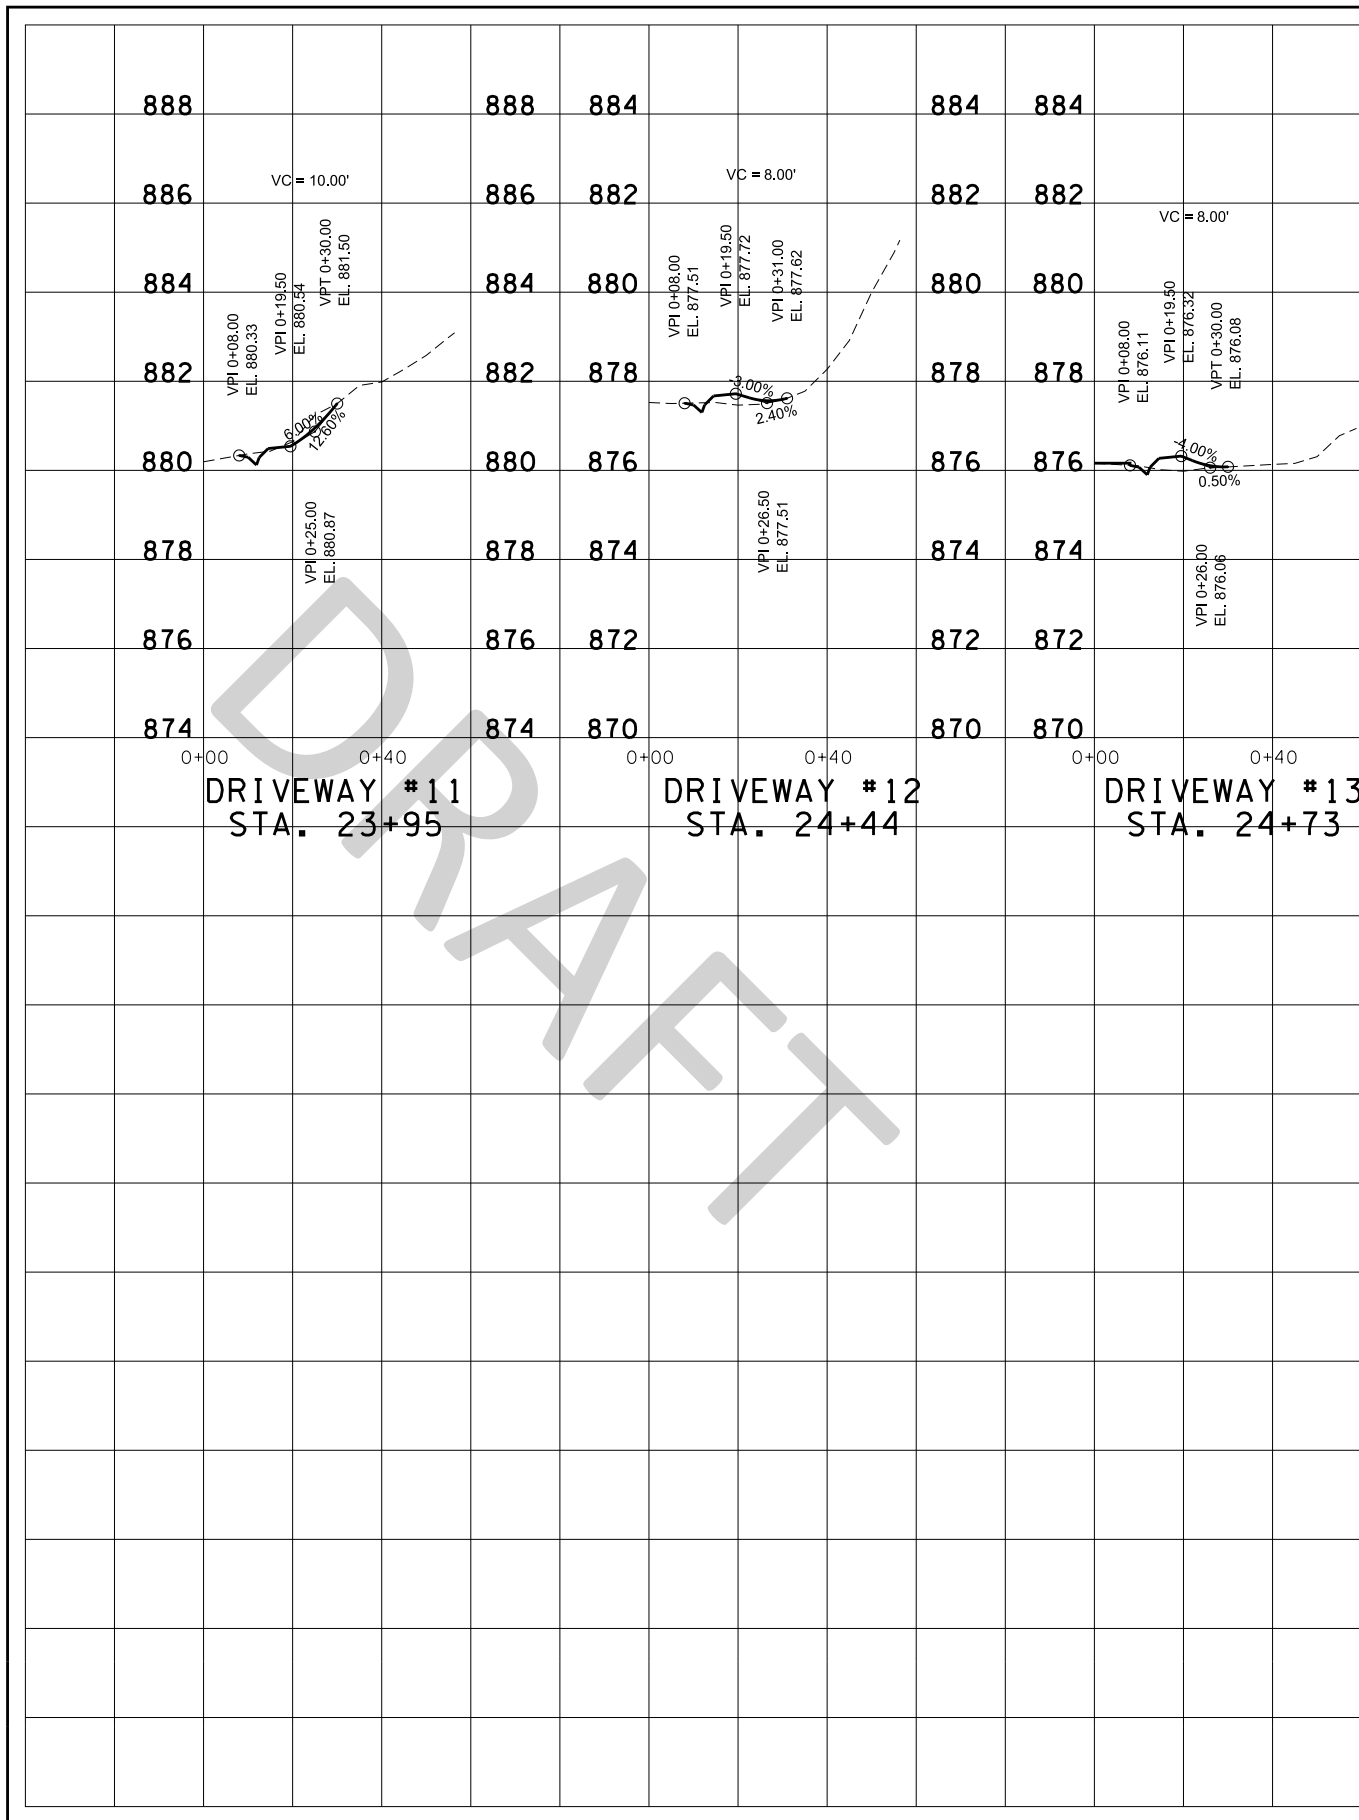 888
886
884
882
880
878
876
874
VC = 10.00'
VPI 0+08.00
EL. 880.33
VPI 0+19.50
EL. 880.54
VPT 0+30.00
EL. 881.50
6.00%
12.60%
VPI 0+25.00
EL. 880.87
888
886
884
882
880
878
876
874
0+00
0+40
DRIVEWAY #11
STA. 23+95
884
882
880
878
876
874
872
870
VC = 8.00'
VPI 0+08.00
EL. 877.51
VPI 0+19.50
EL. 877.72
VPI 0+31.00
EL. 877.62
-3.00%
2.40%
VPI 0+26.50
EL. 877.51
884
882
880
878
876
874
872
870
0+00
0+40
DRIVEWAY #12
STA. 24+44
884
882
880
878
876
874
872
870
VC = 8.00'
VPI 0+08.00
EL. 876.11
VPI 0+19.50
EL. 876.32
VPT 0+30.00
EL. 876.08
-4.00%
0.50%
VPI 0+26.00
EL. 876.06
0+00
0+40
DRIVEWAY #13
STA. 24+73
DRAFT